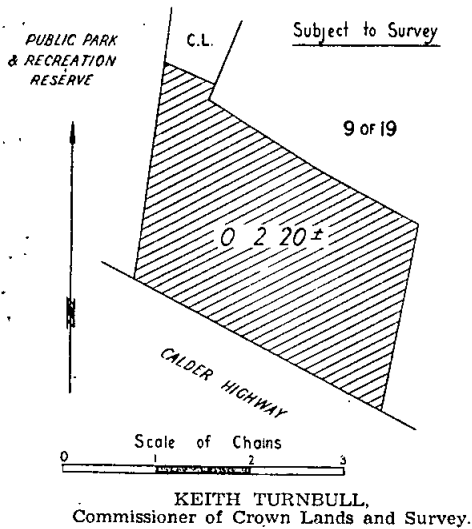 PUBLIC PARK
& RECREATION
RESERVE
C.L.
Subject to Survey
9 OF 19
0 2 20 ±
CALDER HIGHWAY
Scale of Chains
0 1 2 3
KEITH TURNBULL,
Commissioner of Crown Lands and Survey.